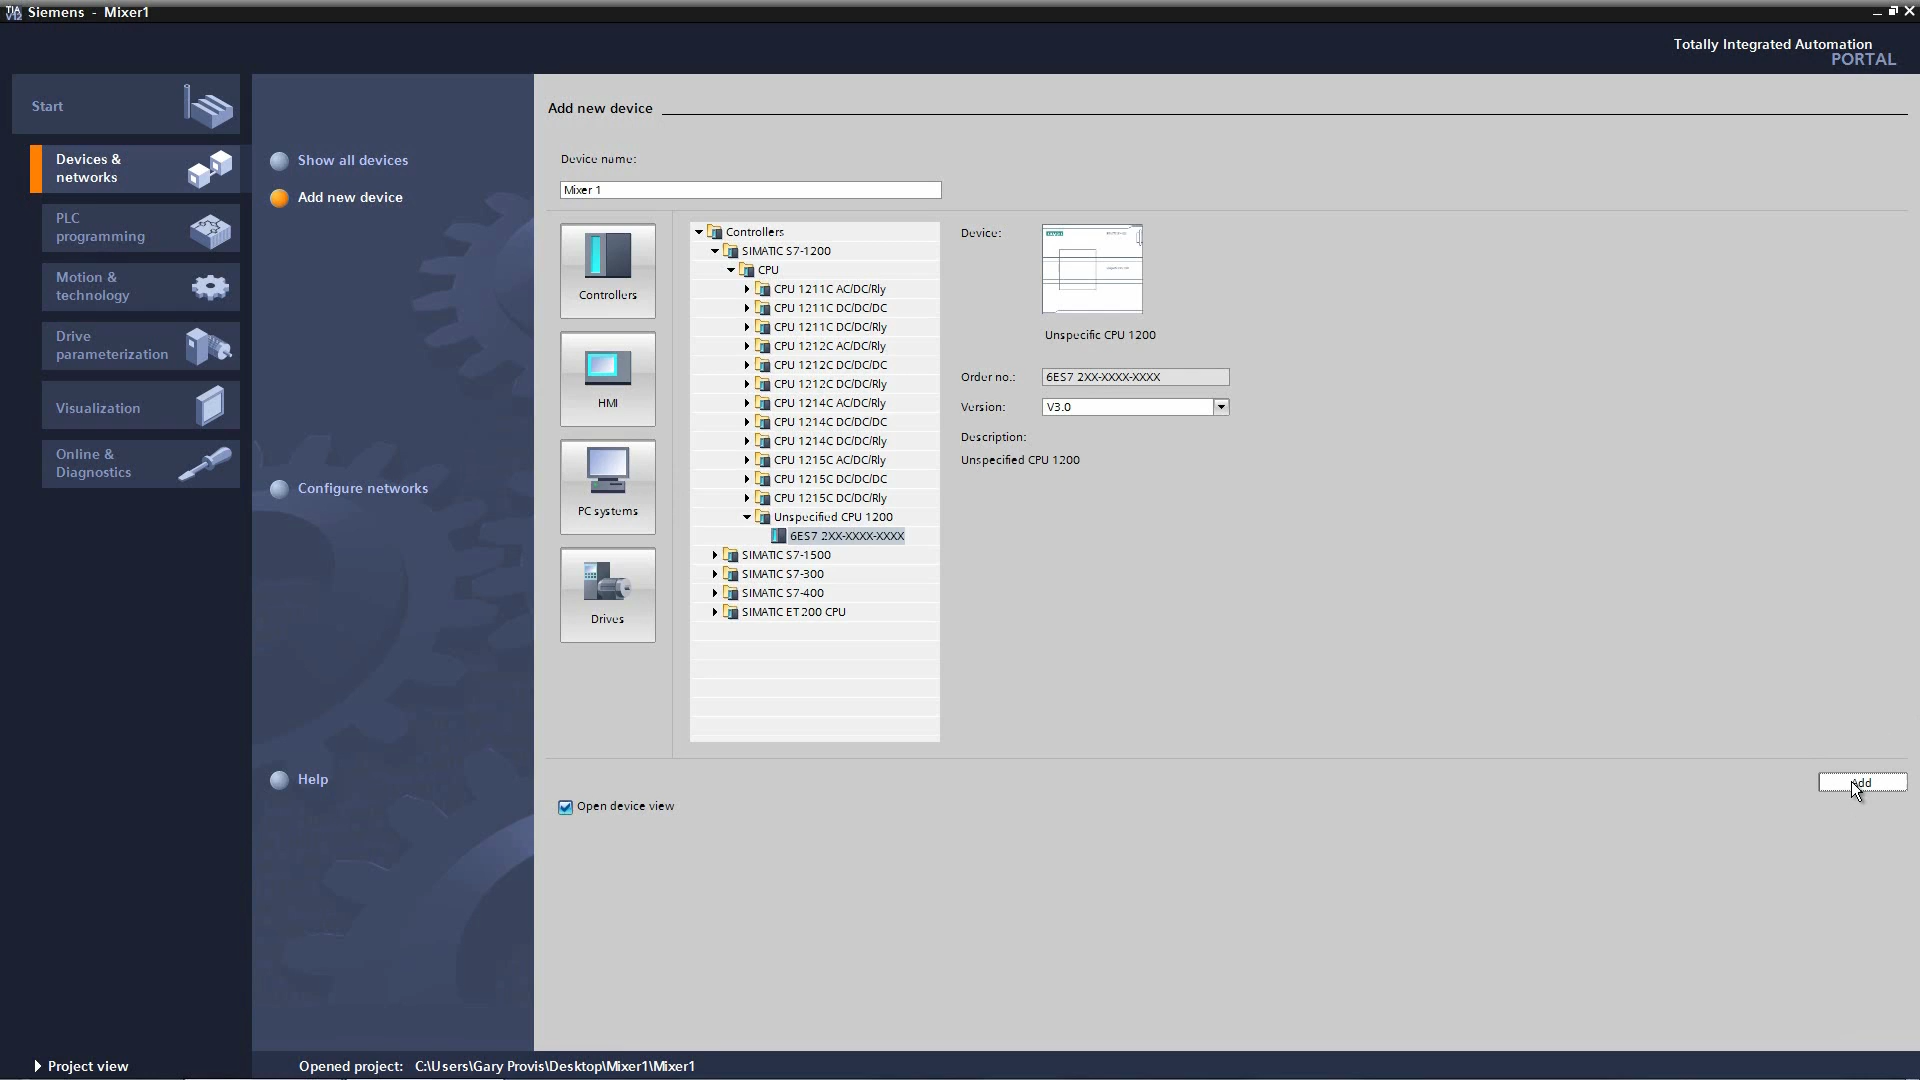 TIA
V12
Siemens - Mixer1
Totally Integrated Automation
PORTAL
Start
Devices &
networks
PLC
programming
Motion &
technology
Drive
parameterization
Visualization
Online &
Diagnostics
Show all devices
Add new device
Configure networks
Help
Add new device
Device name:
Mixer 1
Controllers
HMI
PC systems
Drives
Controllers
SIMATIC S7-1200
CPU
CPU 1211C AC/DC/Rly
CPU 1211C DC/DC/DC
CPU 1211C DC/DC/Rly
CPU 1212C AC/DC/Rly
CPU 1212C DC/DC/DC
CPU 1212C DC/DC/Rly
CPU 1214C AC/DC/Rly
CPU 1214C DC/DC/DC
CPU 1214C DC/DC/Rly
CPU 1215C AC/DC/Rly
CPU 1215C DC/DC/DC
CPU 1215C DC/DC/Rly
Unspecified CPU 1200
6ES7 2XX-XXXX-XXXX
SIMATIC S7-1500
SIMATIC S7-300
SIMATIC S7-400
SIMATIC ET 200 CPU
Device:
Unspecific CPU 1200
Order no.: 6ES7 2XX-XXXX-XXXX
Version: V3.0
Description:
Unspecified CPU 1200
Add
Open device view
Project view
Opened project: C:\Users\Gary Provis\Desktop\Mixer1\Mixer1